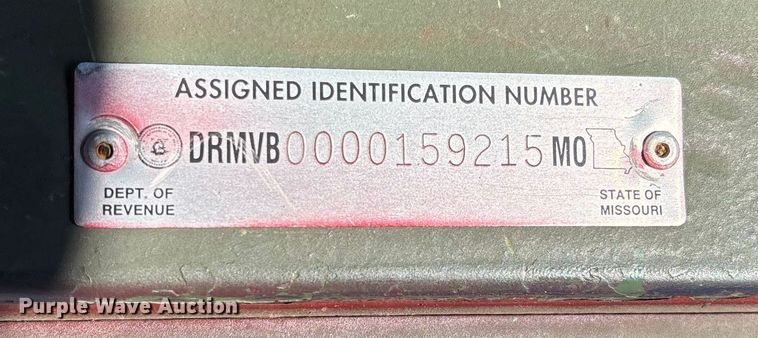 ASSIGNED IDENTIFICATION NUMBER
DRMVB0000159215MO
DEPT. OF
REVENUE
STATE OF
MISSOURI
Purple Wave Auction